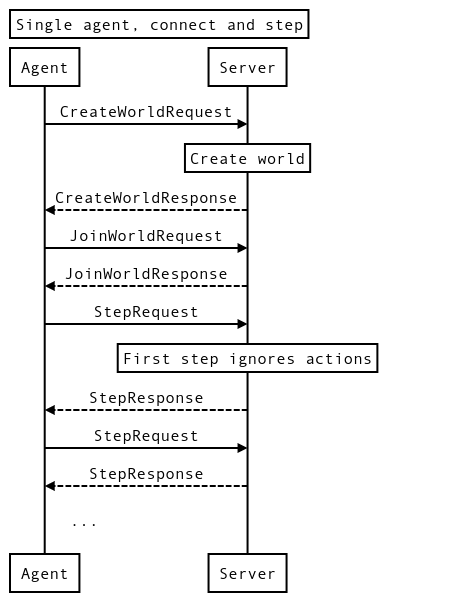 Single agent, connect and step
Agent
Server
CreateWorldRequest
Create world
CreateWorldResponse
JoinWorldRequest
JoinWorldResponse
StepRequest
First step ignores actions
StepResponse
StepRequest
StepResponse
...
Agent
Server